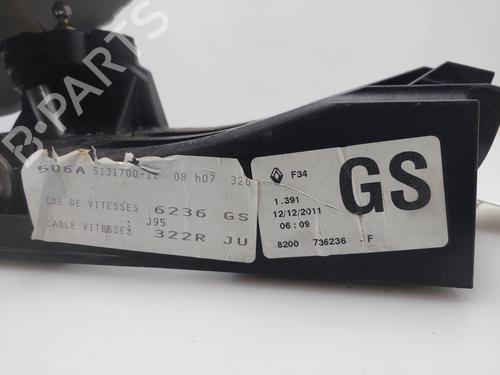 B-PARTS
606A 5131700-12 08 h07 326
CDE DE VITESSES 6236 GS
J95
CABLE VITESSES 322R JU
F34
GS
1.391
12/12/2011
06:09
8200 736236 -F